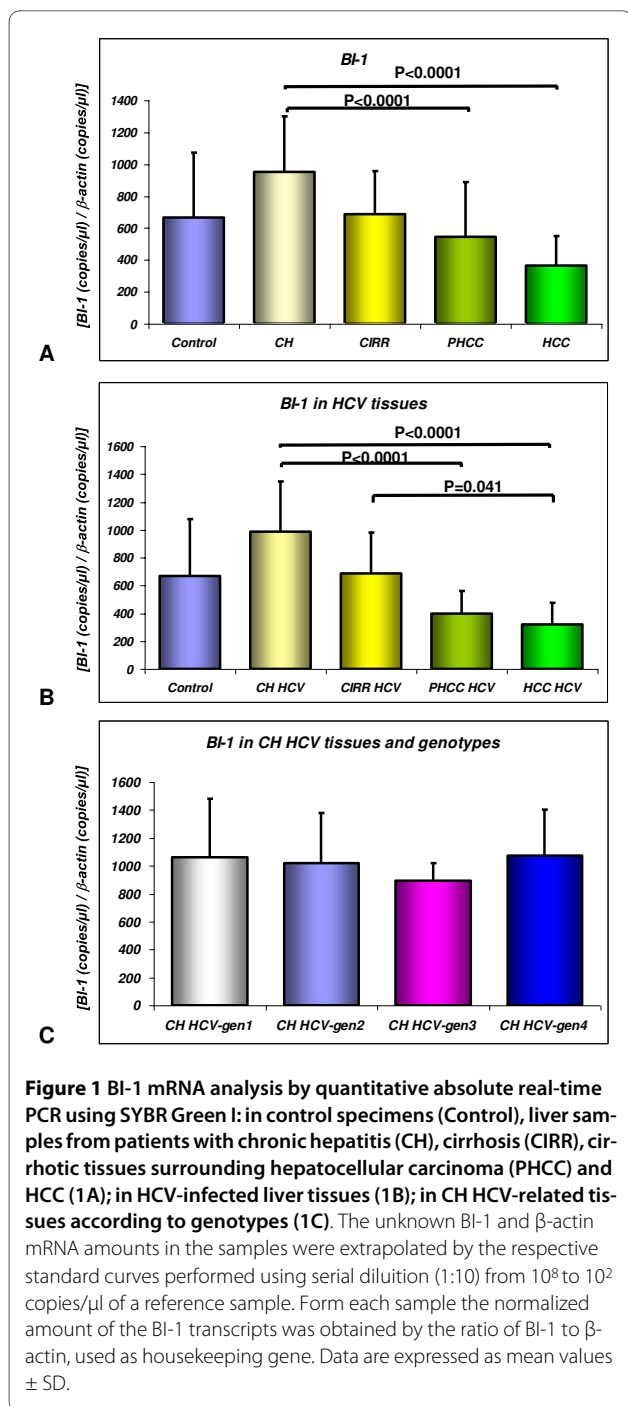 BI-1
P<0.0001
P<0.0001
[BI-1 (copies/µl) / β-actin (copies/µl)]
1400
1200
1000
800
600
400
200
0
Control CH CIRR PHCC HCC
A
BI-1 in HCV tissues
P<0.0001
P<0.0001
P=0.041
[BI-1 (copies/µl) / β-actin (copies/µl)]
1600
1400
1200
1000
800
600
400
200
0
Control CH HCV CIRR HCV PHCC HCV HCC HCV
B
BI-1 in CH HCV tissues and genotypes
[BI-1 (copies/µl) / β-actin (copies/µl)]
1600
1400
1200
1000
800
600
400
200
0
CH HCV-gen1 CH HCV-gen2 CH HCV-gen3 CH HCV-gen4
C
Figure 1 BI-1 mRNA analysis by quantitative absolute real-time
PCR using SYBR Green I: in control specimens (Control), liver sam-
ples from patients with chronic hepatitis (CH), cirrhosis (CIRR), cir-
rhotic tissues surrounding hepatocellular carcinoma (PHCC) and
HCC (1A); in HCV-infected liver tissues (1B); in CH HCV-related tis-
sues according to genotypes (1C). The unknown BI-1 and β-actin
mRNA amounts in the samples were extrapolated by the respective
standard curves performed using serial diluition (1:10) from 10⁸ to 10²
copies/µl of a reference sample. Form each sample the normalized
amount of the BI-1 transcripts was obtained by the ratio of BI-1 to β-
actin, used as housekeeping gene. Data are expressed as mean values
± SD.